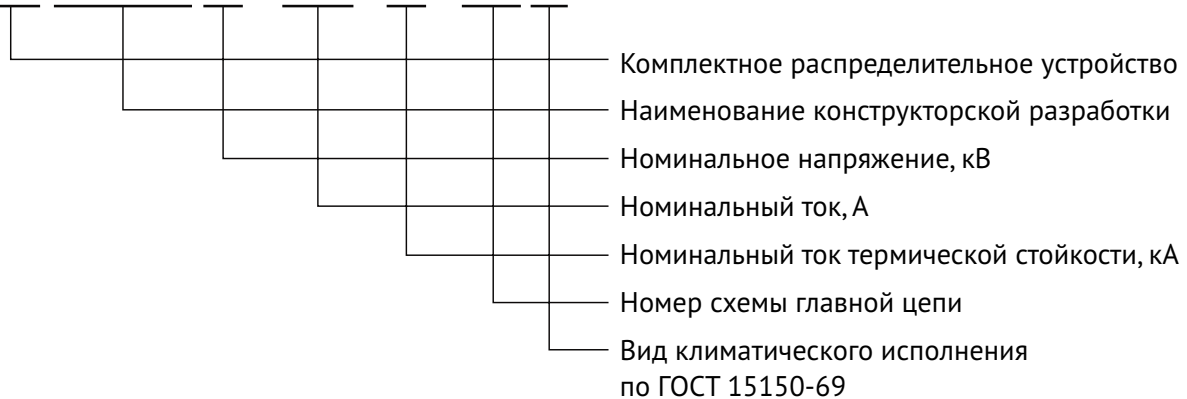 Комплектное распределительное устройство
Наименование конструкторской разработки
Номинальное напряжение, кВ
Номинальный ток, А
Номинальный ток термической стойкости, кА
Номер схемы главной цепи
Вид климатического исполнения
по ГОСТ 15150-69